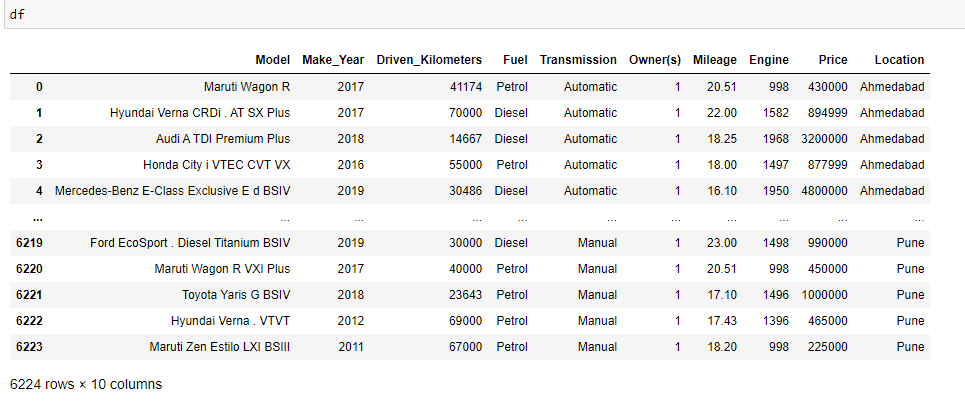 df
Model Make_Year Driven_Kilometers Fuel Transmission Owner(s) Mileage Engine Price Location
0 Maruti Wagon R 2017 41174 Petrol Automatic 1 20.51 998 430000 Ahmedabad
1 Hyundai Verna CRDi . AT SX Plus 2017 70000 Diesel Automatic 1 22.00 1582 894999 Ahmedabad
2 Audi A TDI Premium Plus 2018 14667 Diesel Automatic 1 18.25 1968 3200000 Ahmedabad
3 Honda City i VTEC CVT VX 2016 55000 Petrol Automatic 1 18.00 1497 877999 Ahmedabad
4 Mercedes-Benz E-Class Exclusive E d BSIV 2019 30486 Diesel Automatic 1 16.10 1950 4800000 Ahmedabad
... ... ... ... ... ... ... ... ... ... ...
6219 Ford EcoSport . Diesel Titanium BSIV 2019 30000 Diesel Manual 1 23.00 1498 990000 Pune
6220 Maruti Wagon R VXI Plus 2017 40000 Petrol Manual 1 20.51 998 450000 Pune
6221 Toyota Yaris G BSIV 2018 23643 Petrol Manual 1 17.10 1496 1000000 Pune
6222 Hyundai Verna . VTVT 2012 69000 Petrol Manual 1 17.43 1396 465000 Pune
6223 Maruti Zen Estilo LXI BSIII 2011 67000 Petrol Manual 1 18.20 998 225000 Pune
6224 rows × 10 columns